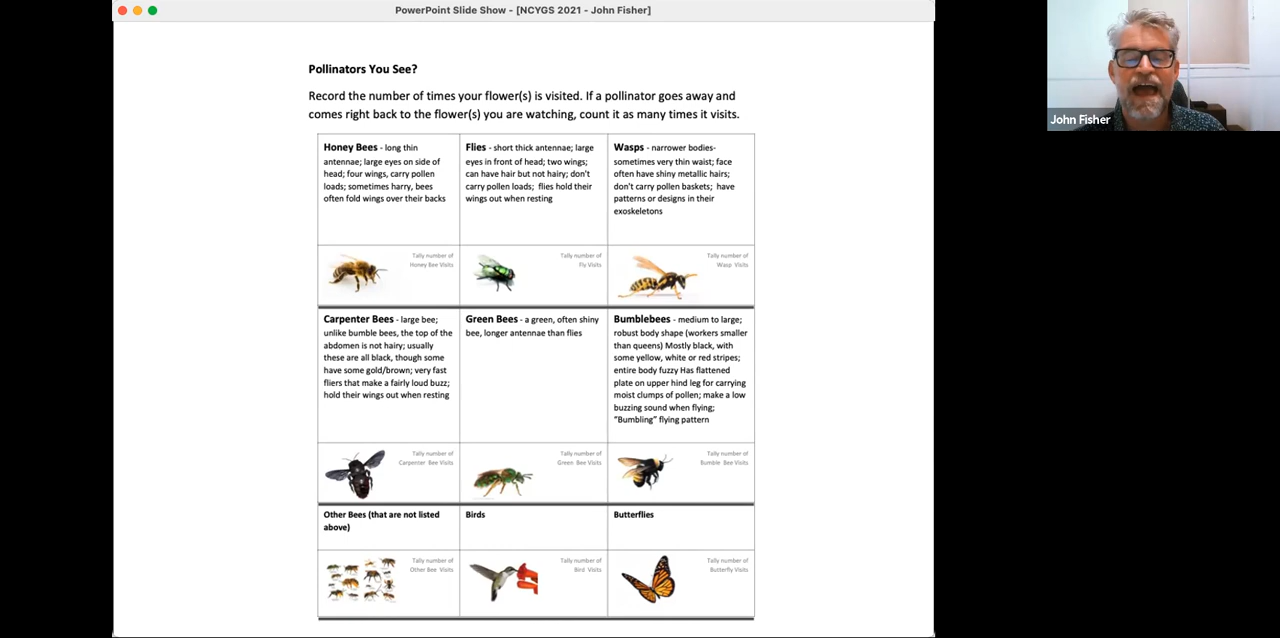 PowerPoint Slide Show - [NCYGS 2021 - John Fisher]
John Fisher
Pollinators You See?
Record the number of times your flower(s) is visited. If a pollinator goes away and
comes right back to the flower(s) you are watching, count it as many times it visits.
Honey Bees - long thin
antennae; large eyes on side of
head; four wings, carry pollen
loads; sometimes harry, bees
often fold wings over their backs
Flies - short thick antennae; large
eyes in front of head; two wings;
can have hair but not hairy; don't
carry pollen loads;  flies hold their
wings out when resting
Wasps - narrower bodies-
sometimes very thin waist; face
often have shiny metallic hairs;
don't carry pollen baskets;  have
patterns or designs in their
exoskeletons
Tally number of
Honey Bee Visits
Tally number of
Fly Visits
Tally number of
Wasp  Visits
Carpenter Bees - large bee;
unlike bumble bees, the top of the
abdomen is not hairy; usually
these are all black, though some
have some gold/brown; very fast
fliers that make a fairly loud buzz;
hold their wings out when resting
Green Bees - a green, often shiny
bee, longer antennae than flies
Bumblebees - medium to large;
robust body shape (workers smaller
than queens) Mostly black, with
some yellow, white or red stripes;
entire body fuzzy Has flattened
plate on upper hind leg for carrying
moist clumps of pollen; make a low
buzzing sound when flying;
"Bumbling" flying pattern
Tally number of
Carpenter  Bee Visits
Tally number of
Green  Bee Visits
Tally number of
Bumble  Bee Visits
Other Bees (that are not listed
above)
Birds
Butterflies
Tally number of
Other Bee  Visits
Tally number of
Bird  Visits
Tally number of
Butterfly Visits